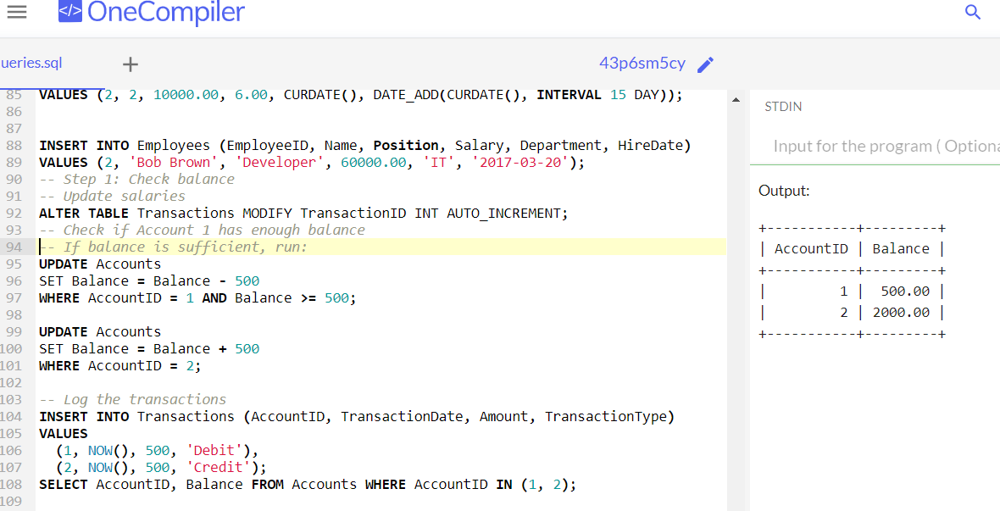 </> OneCompiler
ueries.sql + 43p6sm5cy
85 VALUES (2, 2, 10000.00, 6.00, CURDATE(), DATE_ADD(CURDATE(), INTERVAL 15 DAY));
86
87
88 INSERT INTO Employees (EmployeeID, Name, Position, Salary, Department, HireDate)
89 VALUES (2, 'Bob Brown', 'Developer', 60000.00, 'IT', '2017-03-20');
90 -- Step 1: Check balance
91 -- Update salaries
92 ALTER TABLE Transactions MODIFY TransactionID INT AUTO_INCREMENT;
93 -- Check if Account 1 has enough balance
94 -- If balance is sufficient, run:
95 UPDATE Accounts
96 SET Balance = Balance - 500
97 WHERE AccountID = 1 AND Balance >= 500;
98
99 UPDATE Accounts
100 SET Balance = Balance + 500
101 WHERE AccountID = 2;
102
103 -- Log the transactions
104 INSERT INTO Transactions (AccountID, TransactionDate, Amount, TransactionType)
105 VALUES
106   (1, NOW(), 500, 'Debit'),
107   (2, NOW(), 500, 'Credit');
108 SELECT AccountID, Balance FROM Accounts WHERE AccountID IN (1, 2);
109
STDIN
Input for the program ( Optiona
Output:
+-----------+---------+
| AccountID | Balance |
+-----------+---------+
|         1 |  500.00 |
|         2 | 2000.00 |
+-----------+---------+